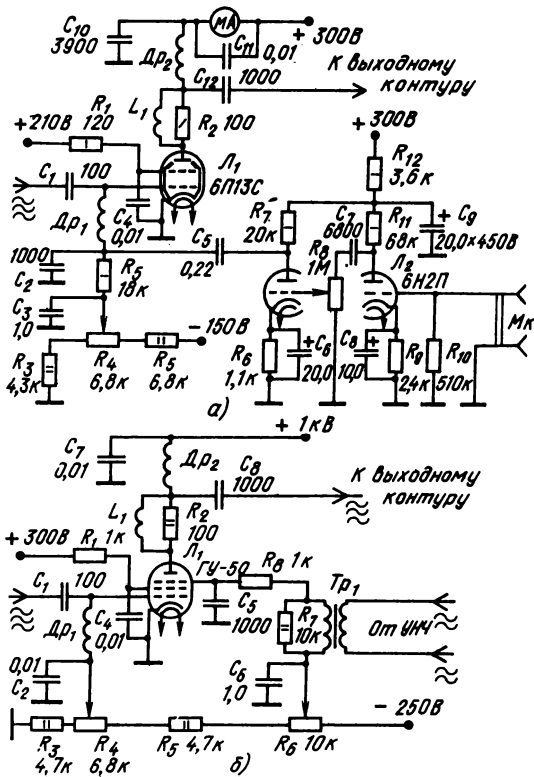 C10
3900
Др2
МА
+ 300В
C11
0,01
C12
1000
К выходному
контуру
L1
R2 100
+210В
R1
120
Л1
6П13С
+ 300В
R12
3,6к
C1
100
Др1
C4
0,01
C5
0,22
R7
20к
C7
6800
R8
1М
R11
68к
C9
20,0×450В
Л2
6Н2П
Мк
1000
C2
R5
18к
C3
1,0
-150В
R3
4,3к
R4
6,8к
R5
6,8к
R6
1,1к
C6
20,0
C8
10,0
R9
2,4к
R10
510к
а)
+ 1кВ
C7
0,01
Др2
C8
1000
К выходному
контуру
L1
R2
100
+ 300В
R1 1к
Л1
ГУ-50
R8 1к
Тр1
C1
100
Др1
C4
0,01
C5
1000
R7
10к
От УНЧ
0,01
C2
C6
1,0
- 250В
R3
4,7к
R4
6,8к
R5 4,7к
R6 10к
б)